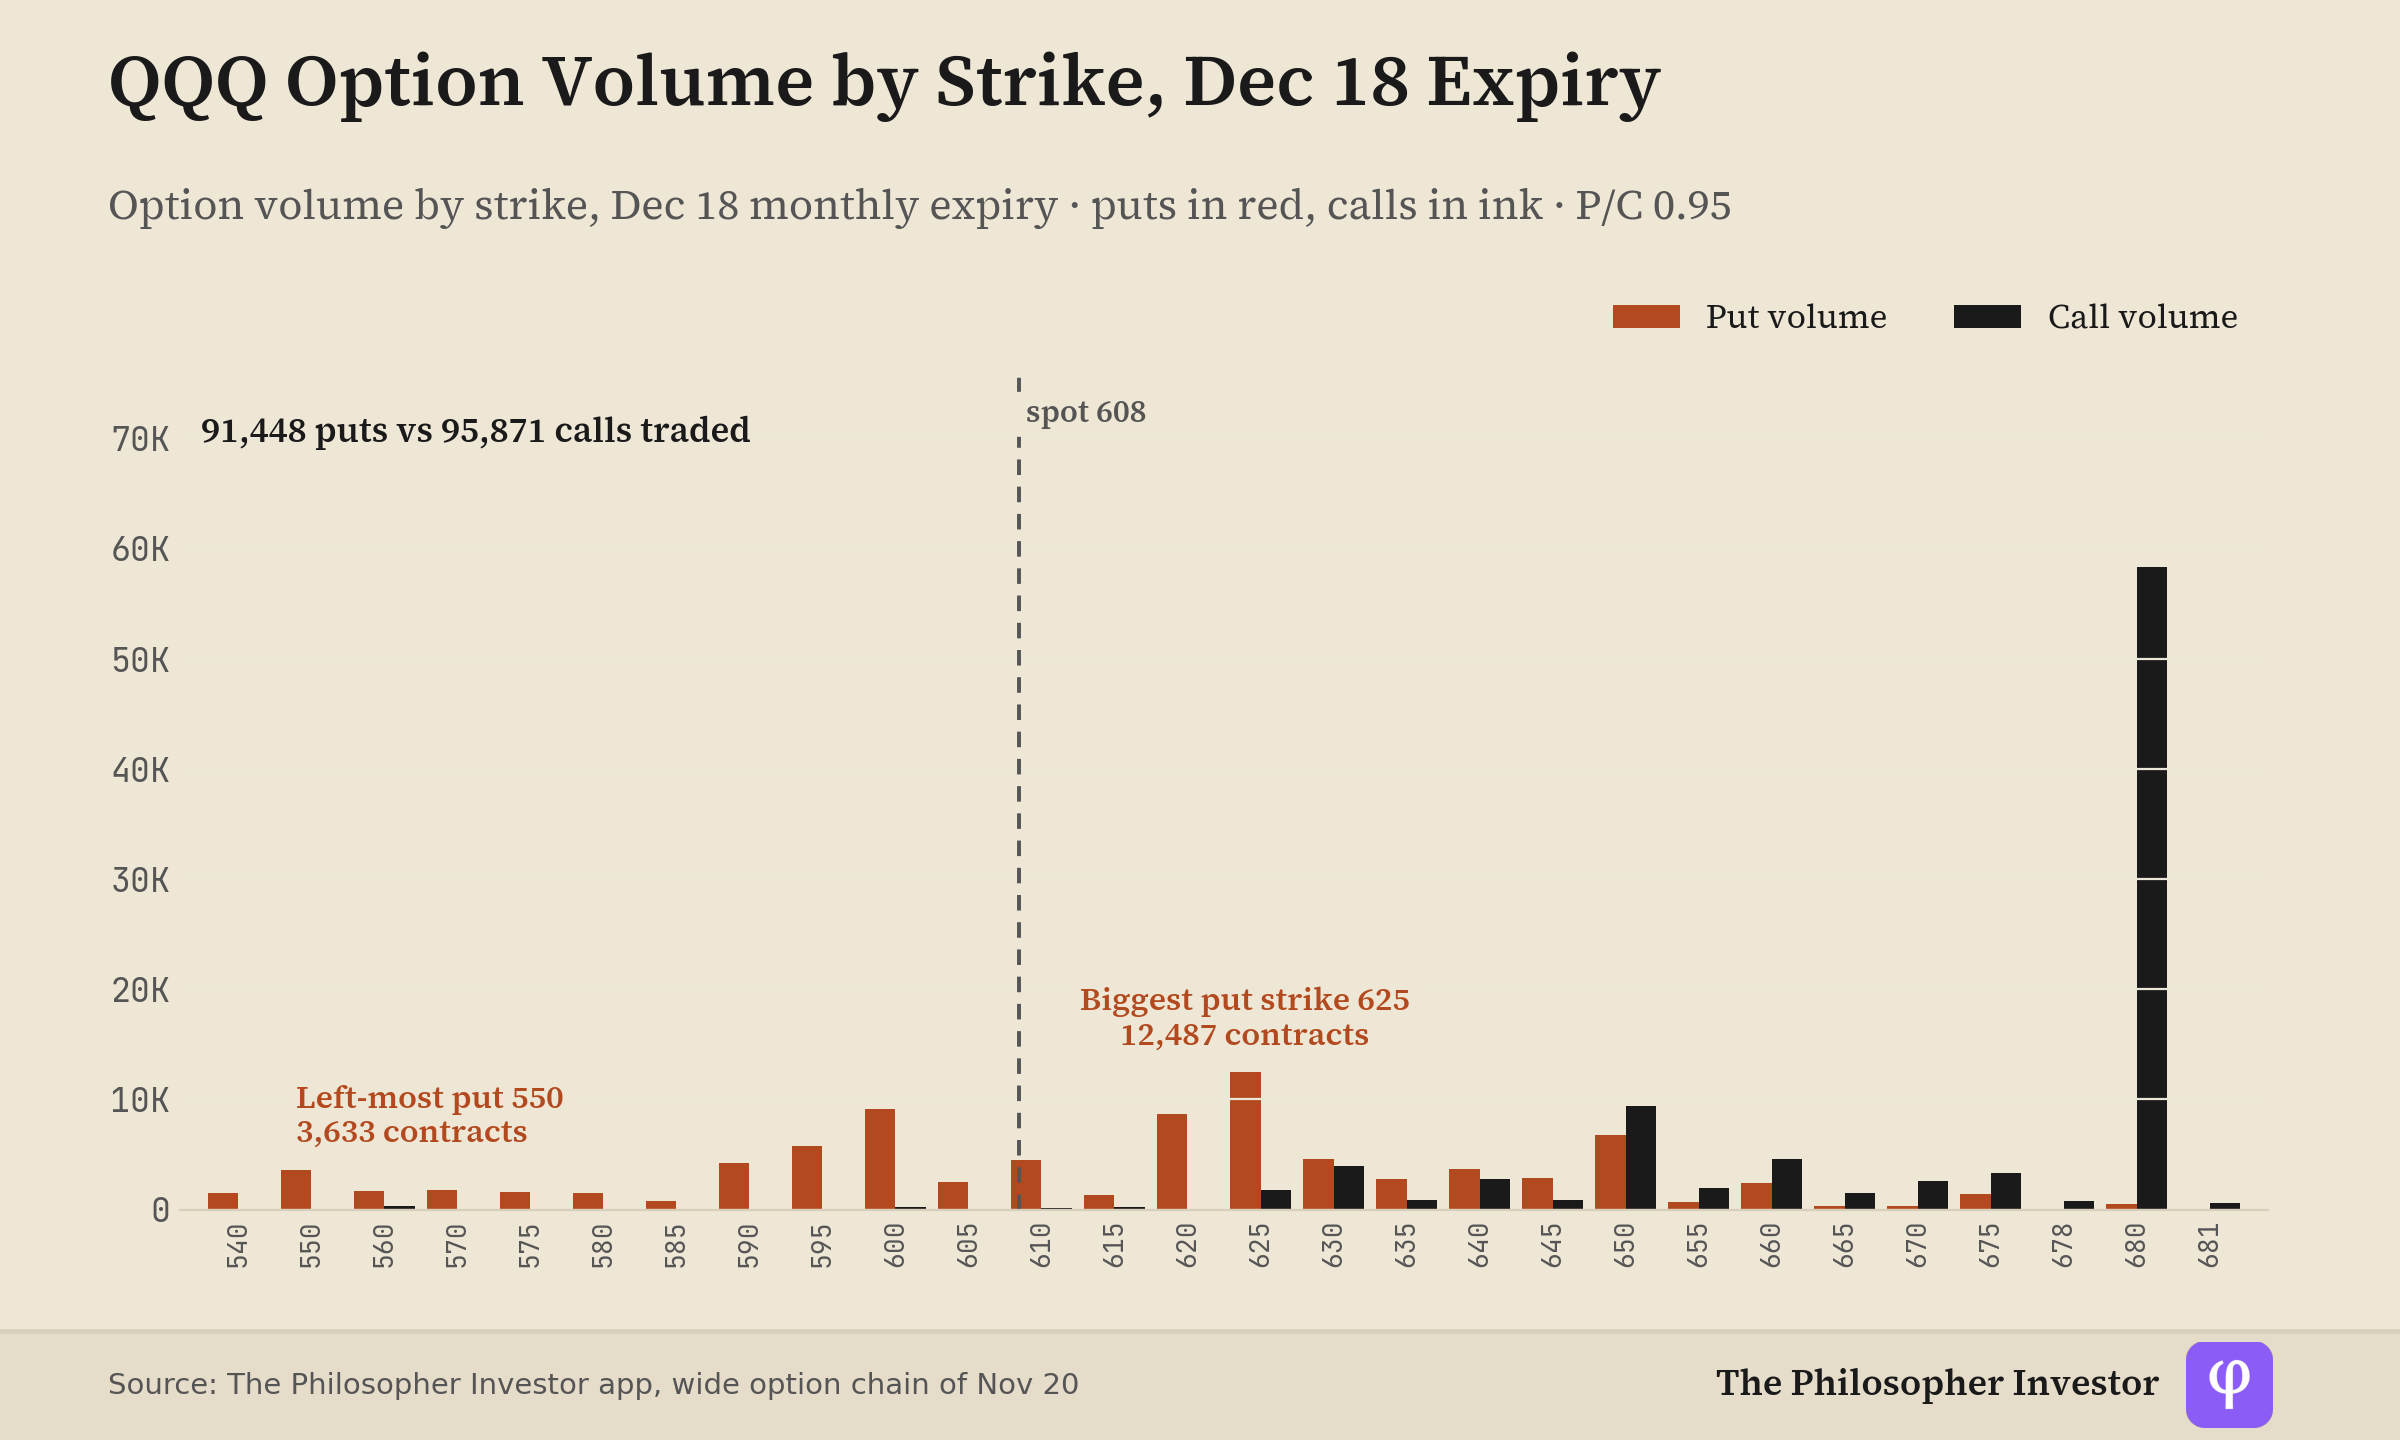 QQQ Option Volume by Strike, Dec 18 Expiry
Option volume by strike, Dec 18 monthly expiry · puts in red, calls in ink · P/C 0.95
Put volume
Call volume
spot 608
91,448 puts vs 95,871 calls traded
70K
60K
50K
40K
30K
20K
10K
0
Biggest put strike 625
12,487 contracts
Left-most put 550
3,633 contracts
540
550
560
570
575
580
585
590
595
600
605
610
615
620
625
630
635
640
645
650
655
660
665
670
675
678
680
681
Source: The Philosopher Investor app, wide option chain of Nov 20
The Philosopher Investor
φ